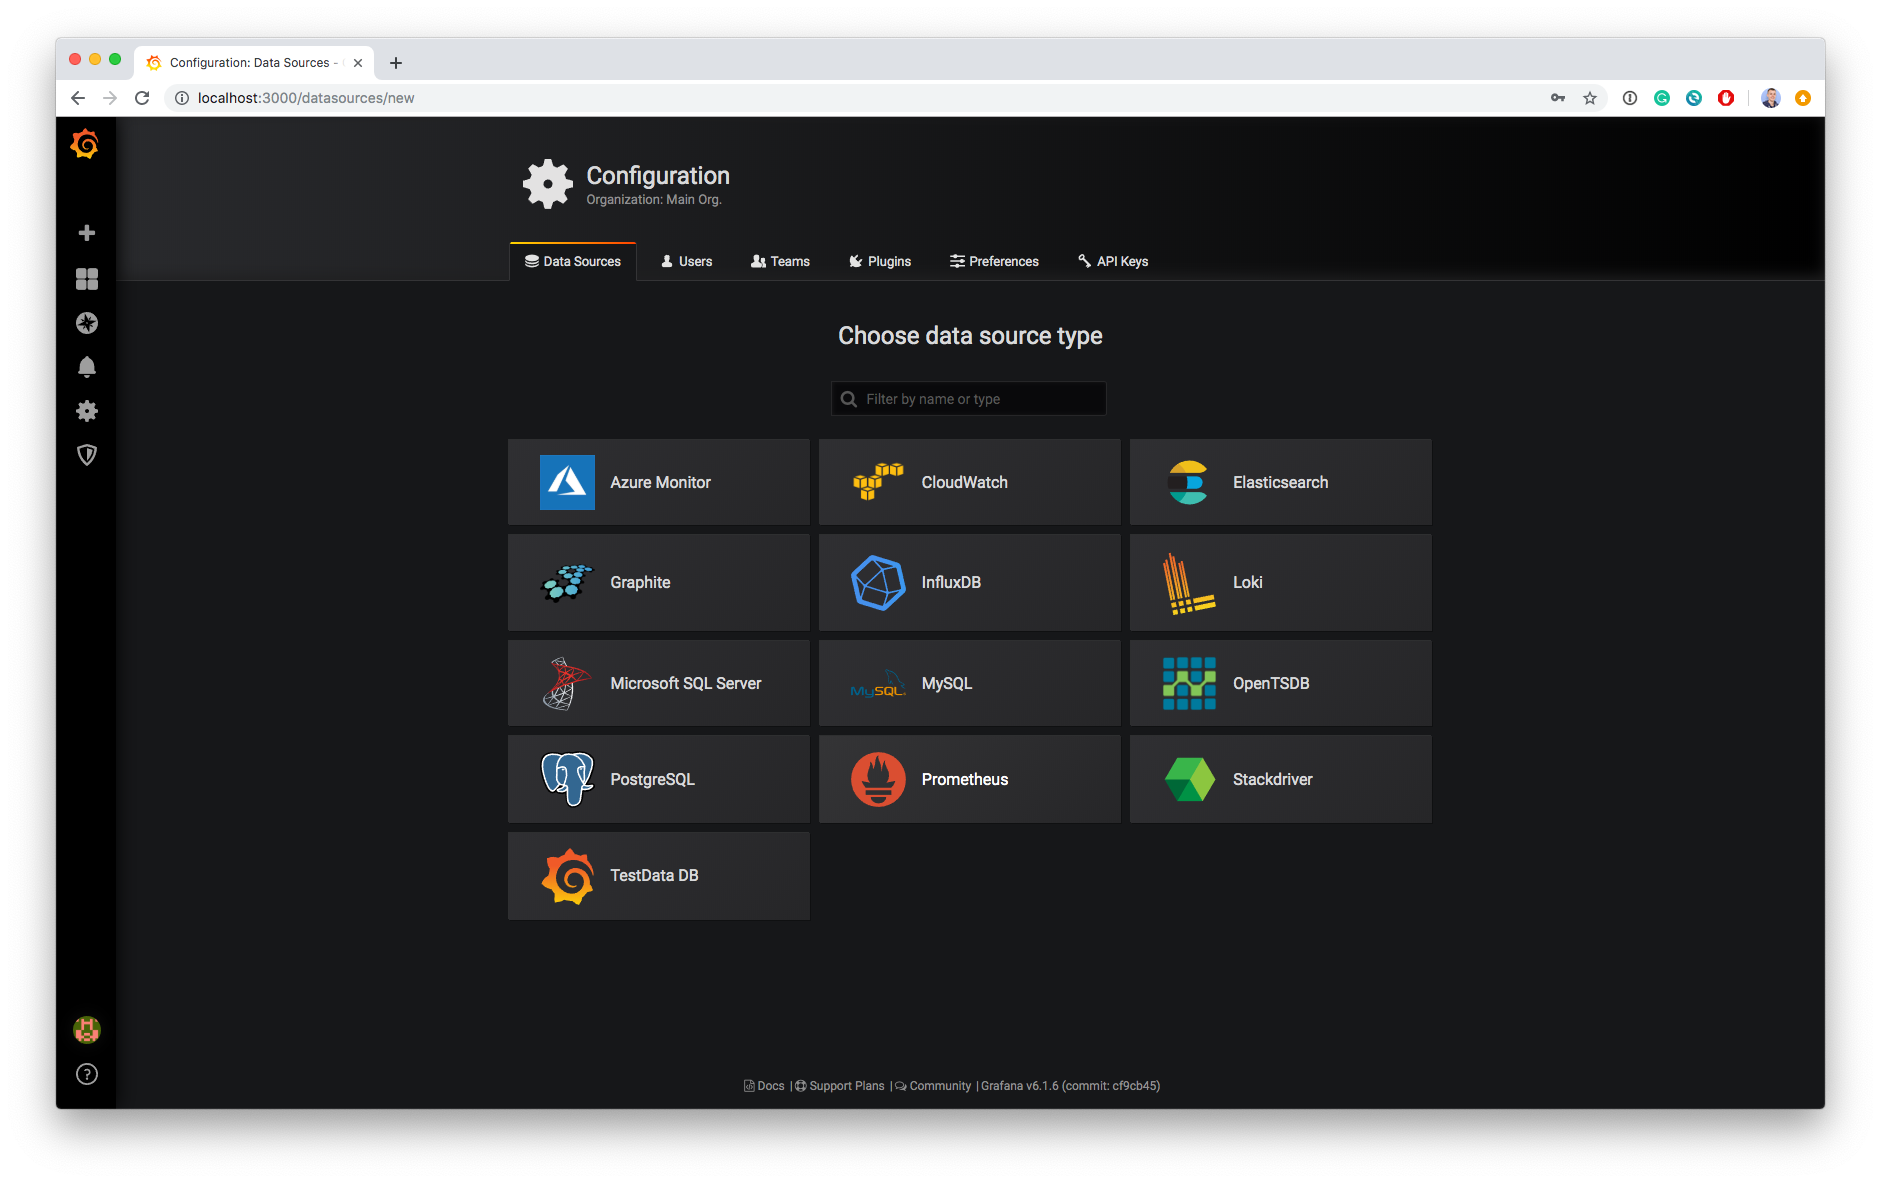 Configuration: Data Sources -
localhost:3000/datasources/new
Configuration
Organization: Main Org.
Data Sources Users Teams Plugins Preferences API Keys
Choose data source type
Filter by name or type
Azure Monitor CloudWatch Elasticsearch
Graphite InfluxDB Loki
Microsoft SQL Server MySQL MySQL OpenTSDB
PostgreSQL Prometheus Stackdriver
TestData DB
Docs | Support Plans | Community | Grafana v6.1.6 (commit: cf9cb45)